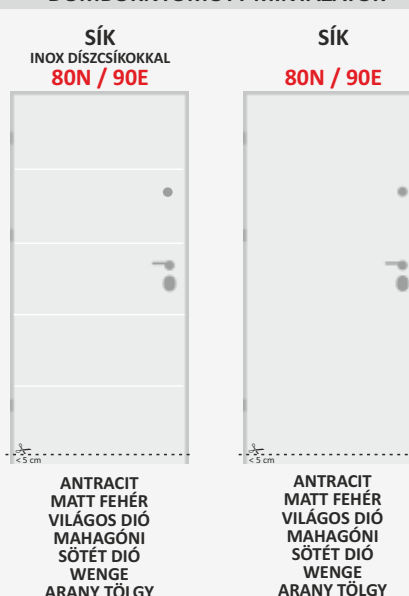 SÍK
INOX DÍSZCSÍKOKKAL
80N / 90E
< 5 cm
ANTRACIT
MATT FEHÉR
VILÁGOS DIÓ
MAHAGÓNI
SÖTÉT DIÓ
WENGE
ARANY TÖLGY
SÍK
80N / 90E
< 5 cm
ANTRACIT
MATT FEHÉR
VILÁGOS DIÓ
MAHAGÓNI
SÖTÉT DIÓ
WENGE
ARANY TÖLGY